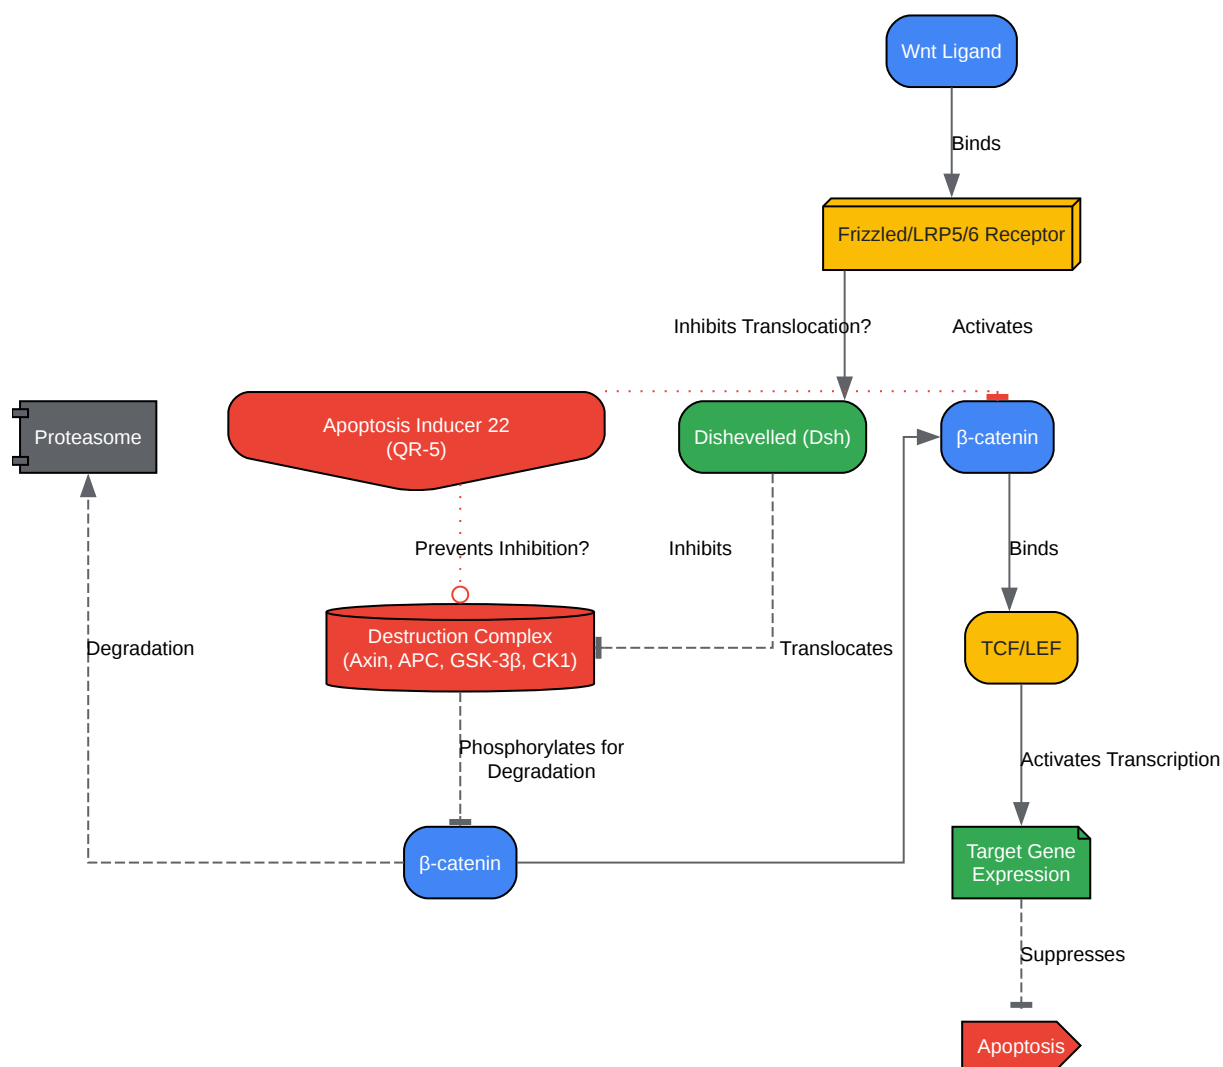 Wnt Ligand
Binds
Frizzled/LRP5/6 Receptor
Inhibits Translocation?
Activates
Proteasome
Apoptosis Inducer 22
(QR-5)
Dishevelled (Dsh)
β-catenin
Prevents Inhibition?
Inhibits
Binds
Degradation
Destruction Complex
(Axin, APC, GSK-3β, CK1)
Translocates
TCF/LEF
Phosphorylates for
Degradation
Activates Transcription
β-catenin
Target Gene
Expression
Suppresses
Apoptosis